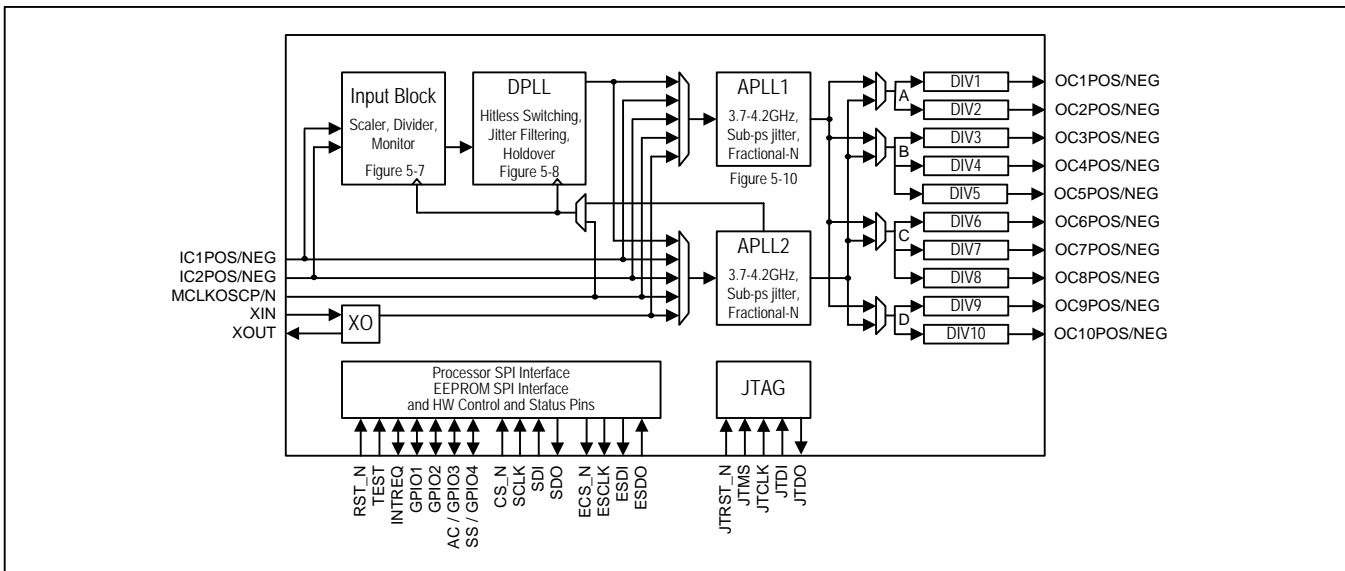 Input Block
Scaler, Divider,
Monitor
Figure 5-7
DPLL
Hitless Switching,
Jitter Filtering,
Holdover
Figure 5-8
APLL1
3.7-4.2GHz,
Sub-ps jitter,
Fractional-N
Figure 5-10
APLL2
3.7-4.2GHz,
Sub-ps jitter,
Fractional-N
A
B
C
D
DIV1
DIV2
DIV3
DIV4
DIV5
DIV6
DIV7
DIV8
DIV9
DIV10
OC1POS/NEG
OC2POS/NEG
OC3POS/NEG
OC4POS/NEG
OC5POS/NEG
OC6POS/NEG
OC7POS/NEG
OC8POS/NEG
OC9POS/NEG
OC10POS/NEG
IC1POS/NEG
IC2POS/NEG
MCLKOSCP/N
XIN
XOUT
XO
Processor SPI Interface
EEPROM SPI Interface
and HW Control and Status Pins
JTAG
RST_N
TEST
INTREQ
GPIO1
GPIO2
AC / GPIO3
SS / GPIO4
CS_N
SCLK
SDI
SDO
ECS_N
ESCLK
ESDI
ESDO
JTRST_N
JTMS
JTCLK
JTDI
JTDO